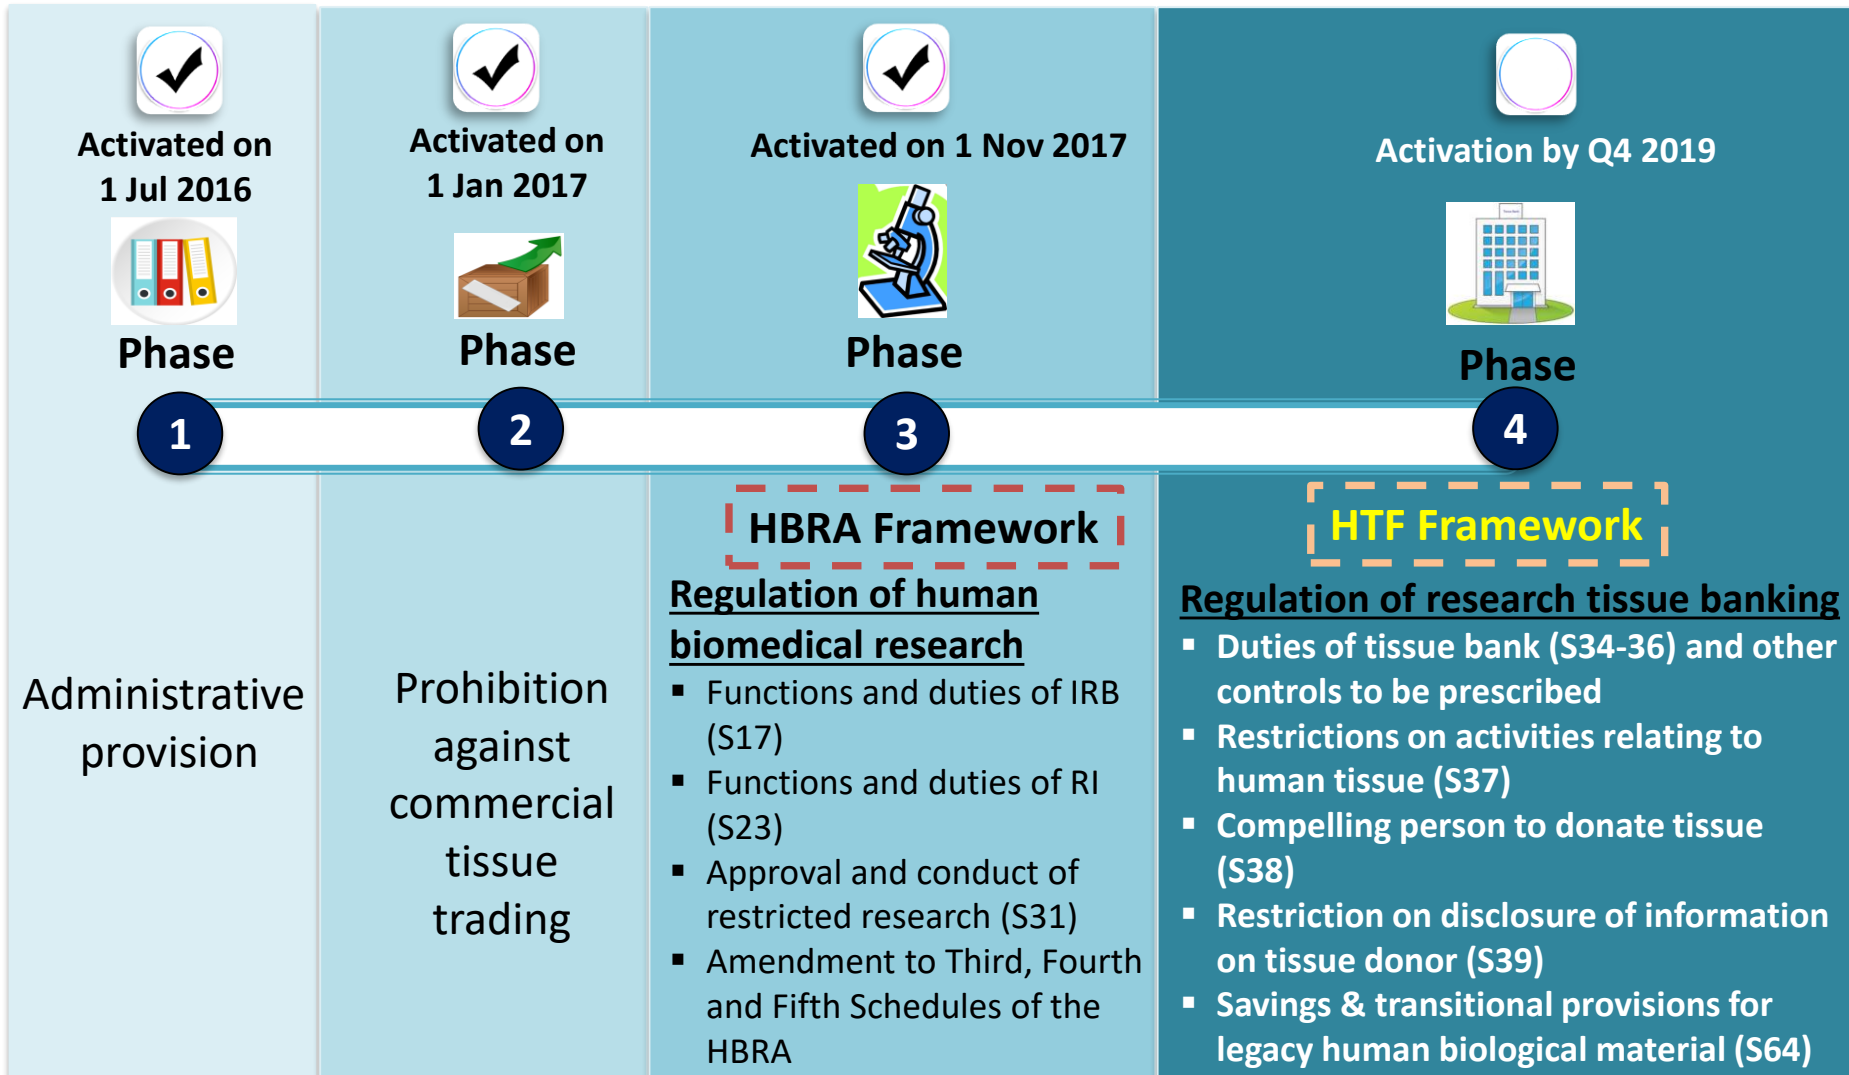 Activated on
1 Jul 2016
Phase
1
Administrative
provision
Activated on
1 Jan 2017
Phase
2
Prohibition
against
commercial
tissue
trading
Activated on 1 Nov 2017
Phase
3
HBRA Framework
Regulation of human
biomedical research
▪ Functions and duties of IRB
(S17)
▪ Functions and duties of RI
(S23)
▪ Approval and conduct of
restricted research (S31)
▪ Amendment to Third, Fourth
and Fifth Schedules of the
HBRA
Activation by Q4 2019
Phase
4
HTF Framework
Regulation of research tissue banking
▪ Duties of tissue bank (S34-36) and other
controls to be prescribed
▪ Restrictions on activities relating to
human tissue (S37)
▪ Compelling person to donate tissue
(S38)
▪ Restriction on disclosure of information
on tissue donor (S39)
▪ Savings & transitional provisions for
legacy human biological material (S64)